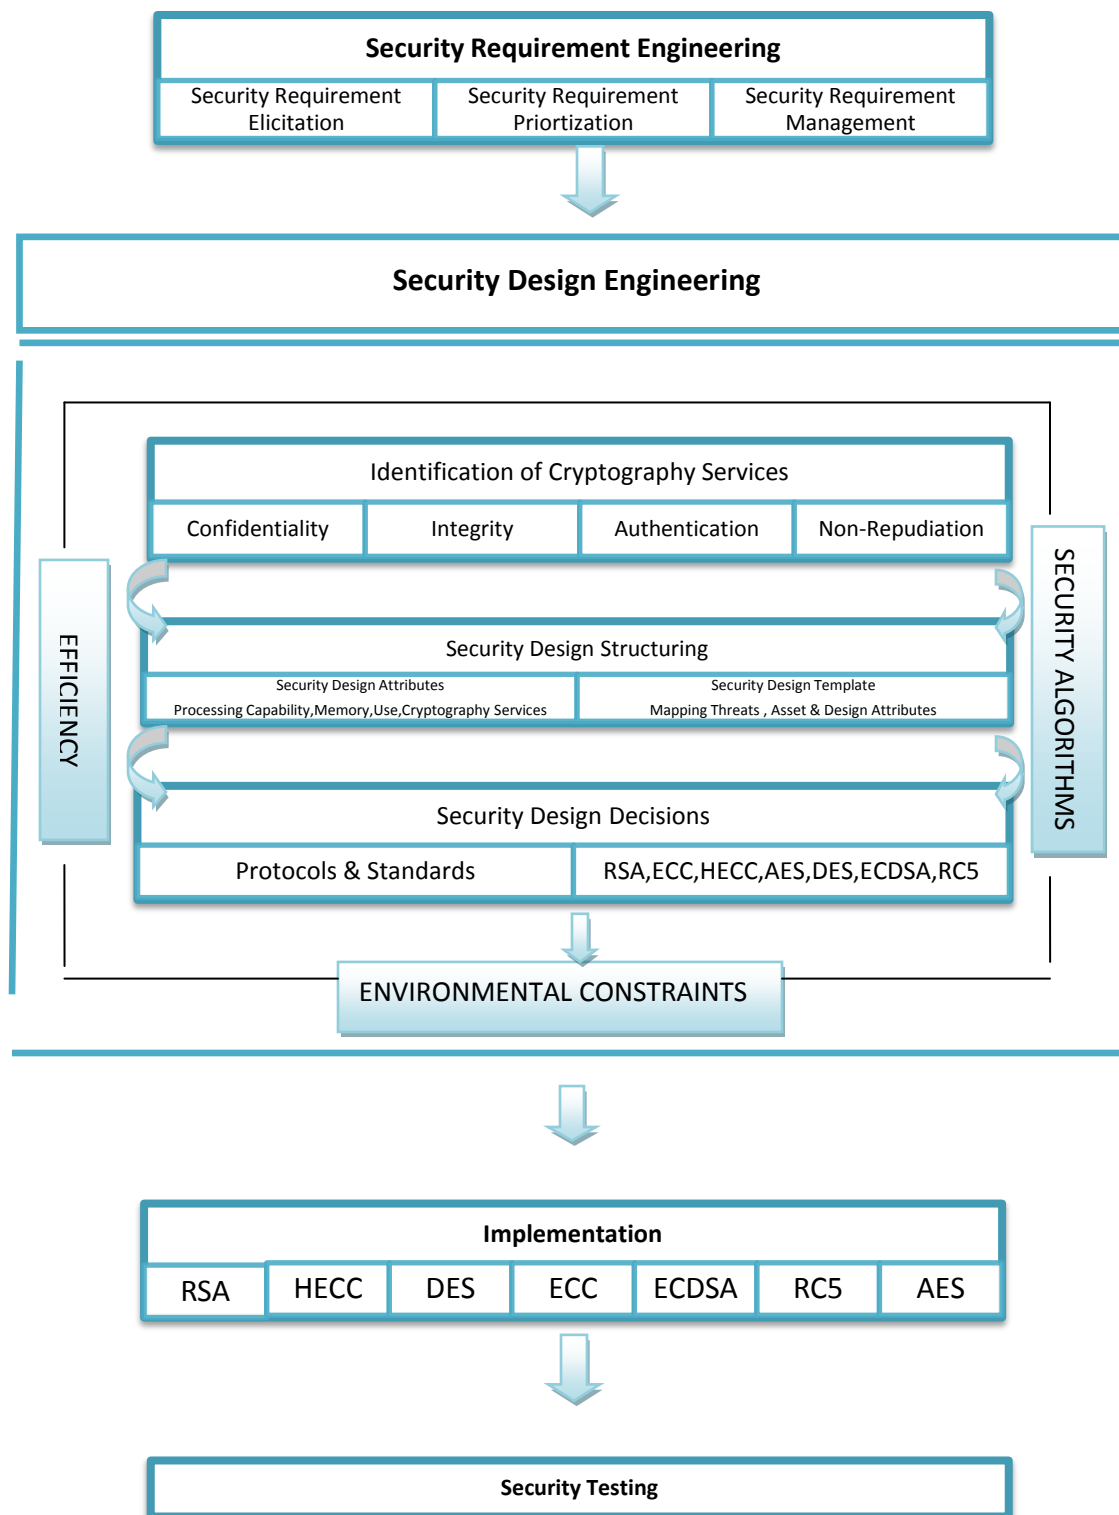 Security Requirement Engineering
Security Requirement
Elicitation
Security Requirement
Priortization
Security Requirement
Management
Security Design Engineering
Identification of Cryptography Services
Confidentiality
Integrity
Authentication
Non-Repudiation
EFFICIENCY
SECURITY ALGORITHMS
Security Design Structuring
Security Design Attributes
Processing Capability,Memory,Use,Cryptography Services
Security Design Template
Mapping Threats , Asset & Design Attributes
Security Design Decisions
Protocols & Standards
RSA,ECC,HECC,AES,DES,ECDSA,RC5
ENVIRONMENTAL CONSTRAINTS
Implementation
RSA
HECC
DES
ECC
ECDSA
RC5
AES
Security Testing